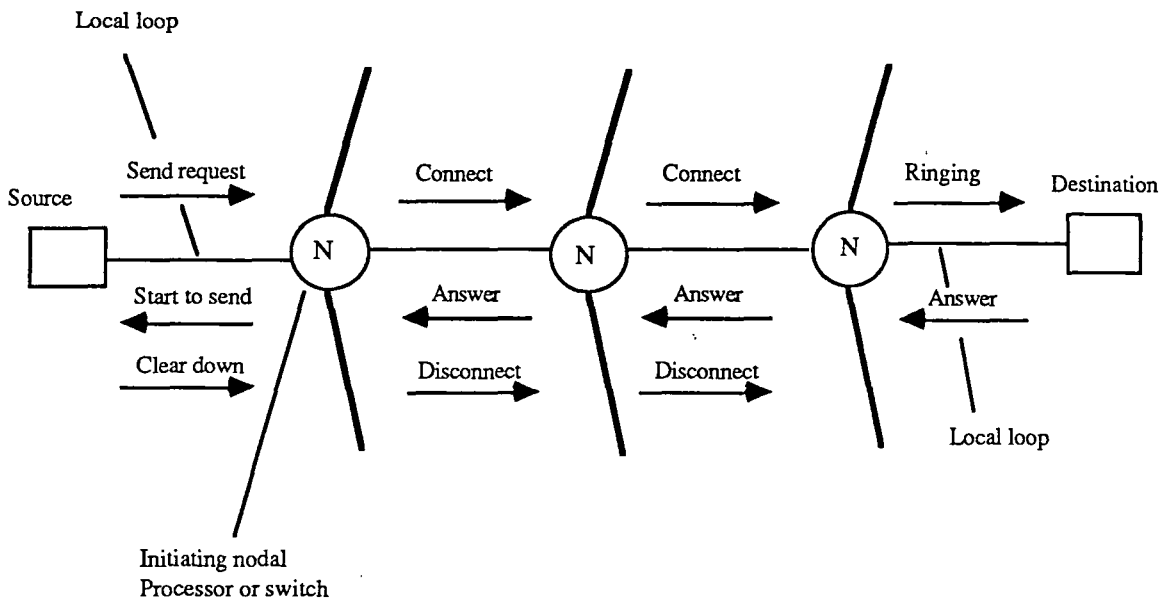 Local loop
Send request
Connect
Connect
Ringing
Source
Destination
N
N
N
Start to send
Answer
Answer
Answer
Clear down
Disconnect
Disconnect
Local loop
Initiating nodal
Processor or switch